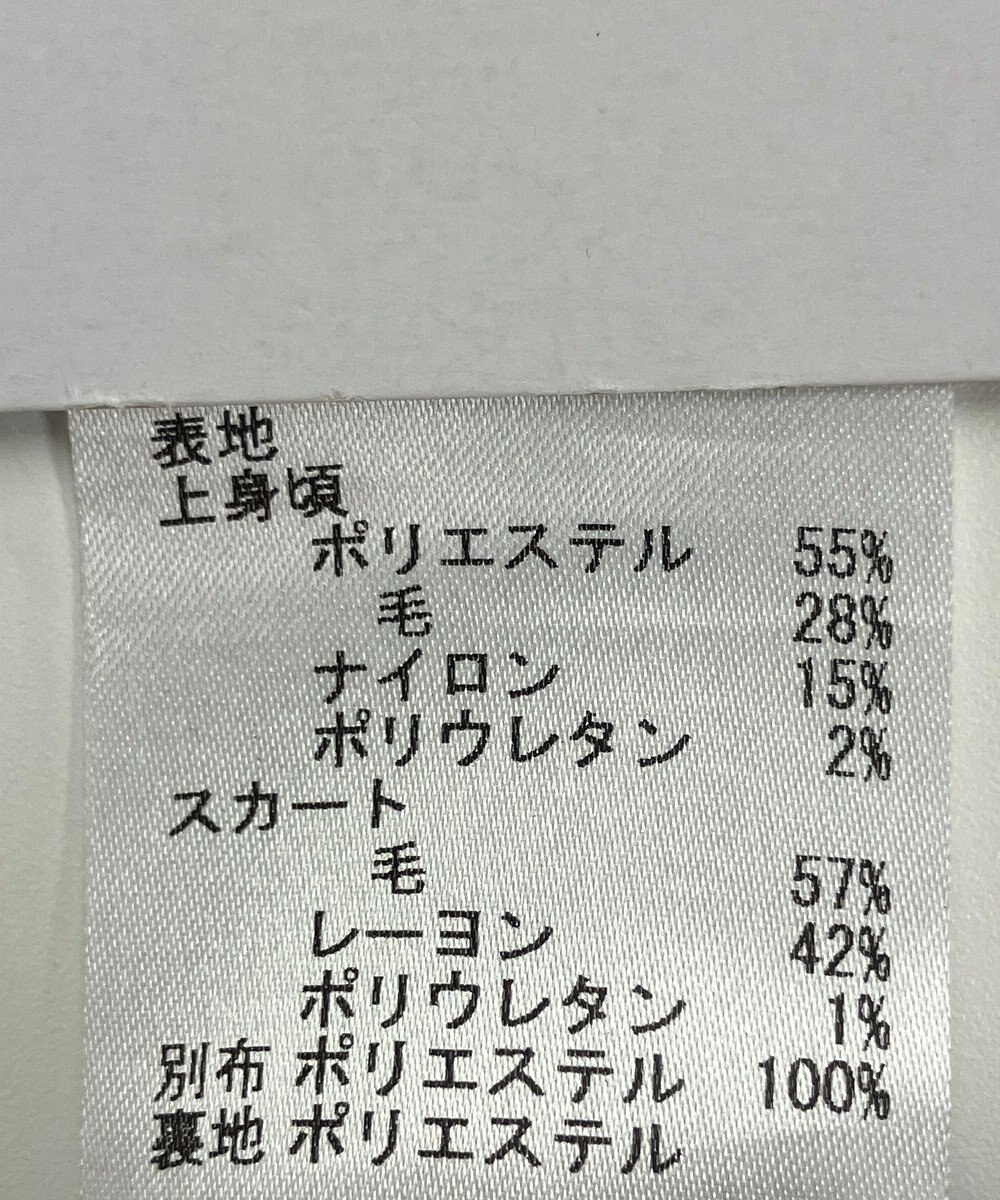 表地
上身頃
ポリエステル 55%
毛 28%
ナイロン 15%
ポリウレタン 2%
スカート
毛 57%
レーヨン 42%
ポリウレタン 1%
別布 ポリエステル 100%
裏地 ポリエステル